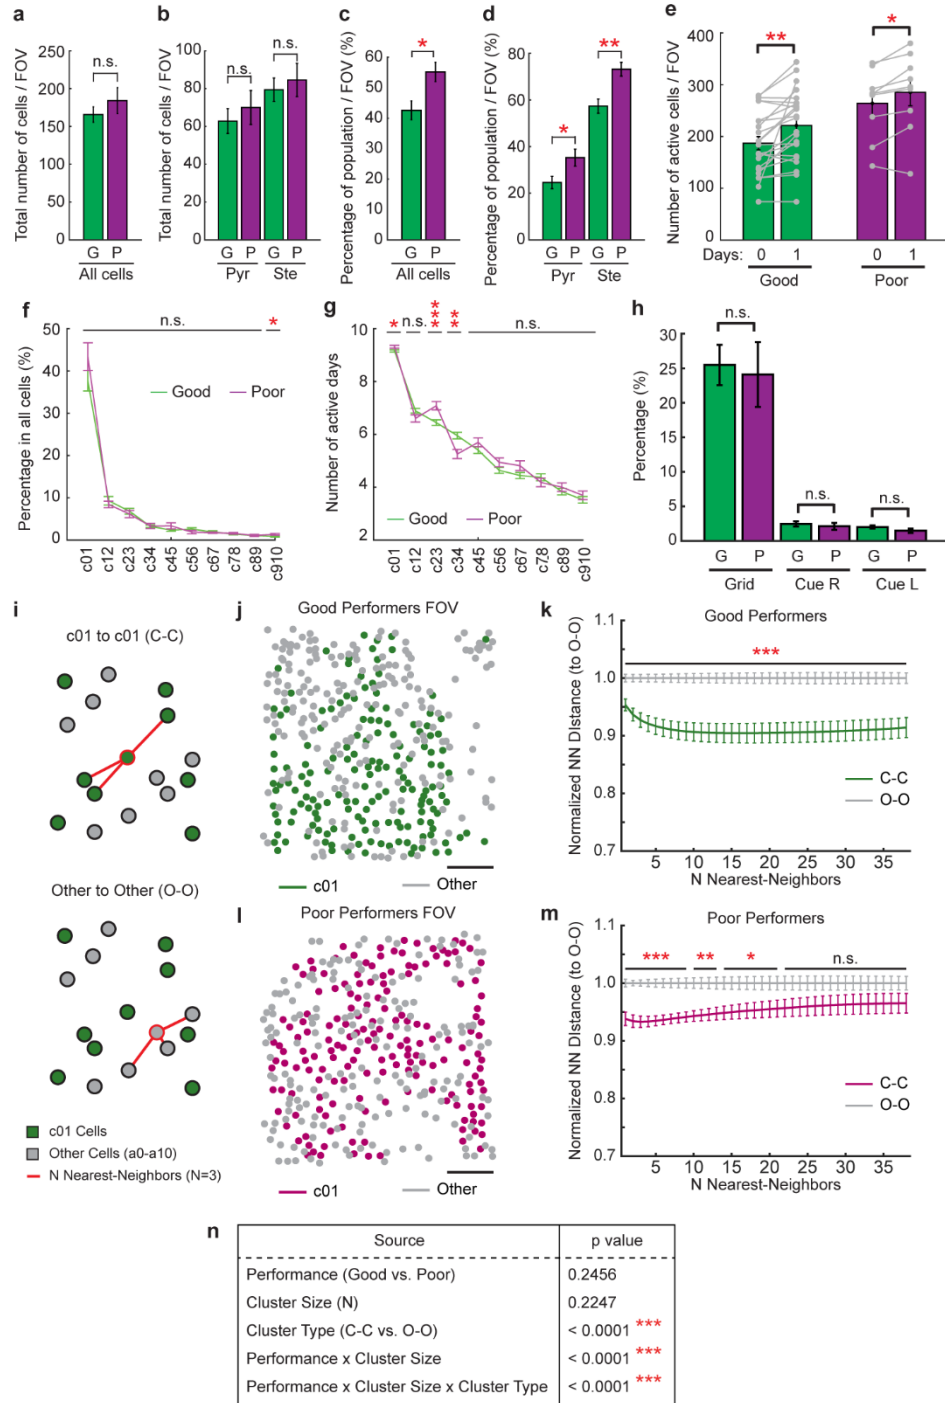 a
Total number of cells / FOV
250
200
150
100
50
0
n.s.
G P
All cells
b
Total number of cells / FOV
100
80
60
40
20
0
n.s.
n.s.
G P G P
Pyr Ste
c
Percentage of population / FOV (%)
60
50
40
30
20
10
0
*
G P
All cells
d
Percentage of population / FOV (%)
80
60
40
20
0
*
**
G P G P
Pyr Ste
e
Number of active cells / FOV
400
300
200
100
0
**
*
Days: 0 1 0 1
Good Poor
f
Percentage in all cells (%)
50
40
30
20
10
0
n.s.
*
Good Poor
c01 c12 c23 c34 c45 c56 c67 c78 c89 c910
g
Number of active days
10
8
6
4
2
* n.s. *** ** n.s.
Good Poor
c01 c12 c23 c34 c45 c56 c67 c78 c89 c910
h
Percentage (%)
30
25
20
15
10
5
0
n.s.
n.s.
n.s.
G P G P G P
Grid Cue R Cue L
i
c01 to c01 (C-C)
Other to Other (O-O)
c01 Cells
Other Cells (a0-a10)
N Nearest-Neighbors (N=3)
j
Good Performers FOV
c01 Other
k
Good Performers
Normalized NN Distance (to O-O)
1.1
1.0
0.9
0.8
0.7
***
C-C
O-O
5 10 15 20 25 30 35
N Nearest-Neighbors
l
Poor Performers FOV
c01 Other
m
Poor Performers
Normalized NN Distance (to O-O)
1.1
1.0
0.9
0.8
0.7
*** ** * n.s.
C-C
O-O
5 10 15 20 25 30 35
N Nearest-Neighbors
n
Source p value
Performance (Good vs. Poor) 0.2456
Cluster Size (N) 0.2247
Cluster Type (C-C vs. O-O) < 0.0001 ***
Performance x Cluster Size < 0.0001 ***
Performance x Cluster Size x Cluster Type < 0.0001 ***